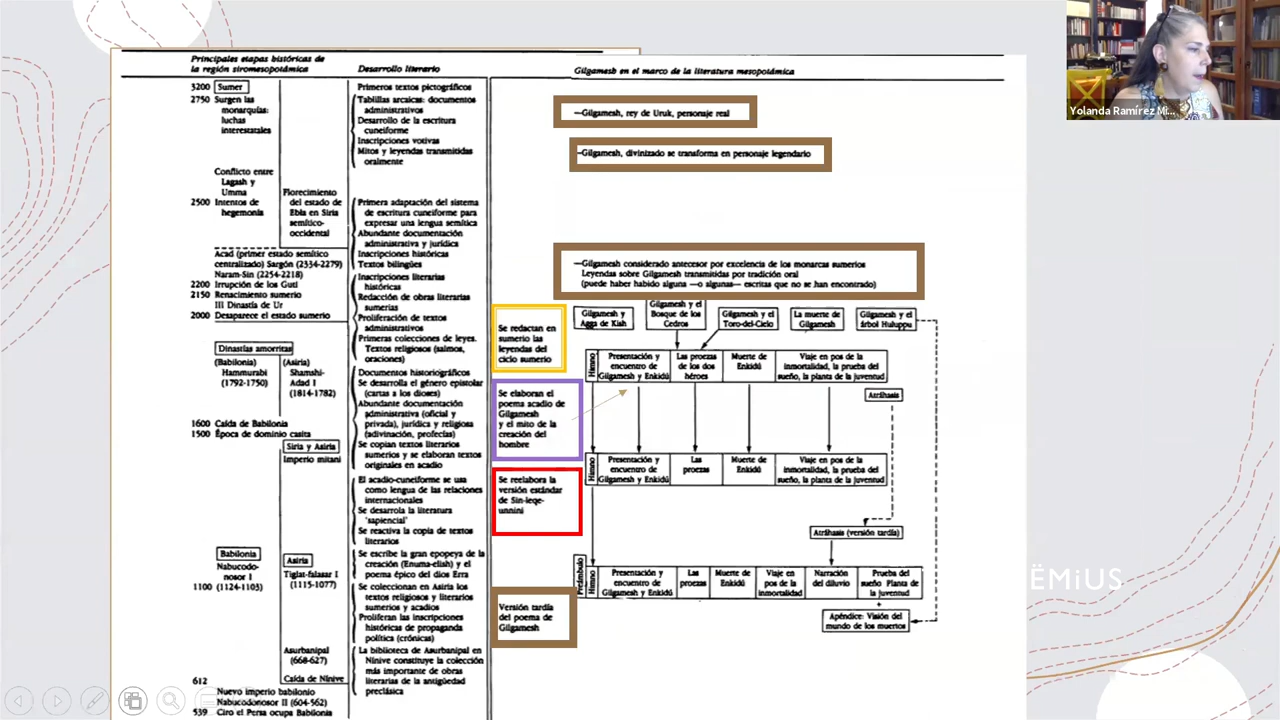 Principales etapas históricas de
la región siromesopotámica
Desarrollo literario
Gilgamesh en el marco de la literatura mesopotámica
3200 Sumer
2750 Surgen las
monarquías:
luchas
interestatales
Conflicto entre
Lagash y
Umma
2500 Intentos de
hegemonía
Florecimiento
del estado de
Ebla en Siria
semítico-
occidental
Acad (primer estado semítico
centralizado) Sargón (2334-2279)
Naram-Sin (2254-2218)
2200 Irrupción de los Guti
2150 Renacimiento sumerio
III Dinastía de Ur
2000 Desaparece el estado sumerio
Dinastías amorritas
(Babilonia)
Hammurabi
(1792-1750)
(Asiria)
Shamshi-
Adad I
(1814-1782)
1600 Caída de Babilonia
1500 Época de dominio casita
Siria y Asiria
Imperio mitani
Babilonia
Nabucodo-
nosor I
1100 (1124-1103)
Asiria
Tiglat-falasar I
(1115-1077)
Asurbanipal
(668-627)
612
Caída de Nínive
Nuevo imperio babilonio
Nabucodonosor II (604-562)
539 Ciro el Persa ocupa Babilonia
Primeros textos pictográficos
Tablillas arcaicas: documentos
administrativos
Desarrollo de la escritura
cuneiforme
Inscripciones votivas
Mitos y leyendas transmitidas
oralmente
Primera adaptación del sistema
de escritura cuneiforme para
expresar una lengua semítica
Abundante documentación
administrativa y jurídica
Inscripciones históricas
Textos bilingües
Inscripciones literarias
históricas
Redacción de obras literarias
sumerias
Proliferación de textos
administrativos
Primeras colecciones de leyes.
Textos religiosos (salmos,
oraciones)
Documentos historiográficos
Se desarrolla el género epistolar
(cartas a los dioses)
Abundante documentación
administrativa (oficial y
privada), jurídica y religiosa
(adivinación, profecías)
Se copian textos literarios
sumerios y se elaboran textos
originales en acadio
El acadio-cuneiforme se usa
como lengua de las relaciones
internacionales
Se desarrolla la literatura
'sapiencial'
Se reactiva la copia de textos
literarios
Se escribe la gran epopeya de la
creación (Enuma-elish) y el
poema épico del dios Erra
Se coleccionan en Asiria los
textos religiosos y literarios
sumerios y acadios
Proliferan las inscripciones
históricas de propaganda
política (crónicas)
La biblioteca de Asurbanipal en
Nínive constituye la colección
más importante de obras
literarias de la antigüedad
preclásica
—Gilgamesh, rey de Uruk, personaje real
—Gilgamesh, divinizado se transforma en personaje legendario
—Gilgamesh considerado antecesor por excelencia de los monarcas sumerios
Leyendas sobre Gilgamesh transmitidas por tradición oral
(puede haber habido alguna —o algunas— escritas que no se han encontrado)
Se redactan en
sumerio las
leyendas del
ciclo sumerio
Gilgamesh y
Agga de Kish
Gilgamesh y el
Bosque de los
Cedros
Gilgamesh y el
Toro-del-Cielo
La muerte de
Gilgamesh
Gilgamesh y el
árbol Huluppu
Himno
Presentación y
encuentro de
Gilgamesh y Enkidú
Las proezas
de los dos
héroes
Muerte de
Enkidú
Viaje en pos de la
inmortalidad, la prueba del
sueño, la planta de la juventud
Se elaboran el
poema acadio de
Gilgamesh
y el mito de la
creación del
hombre
Atráhasis
Himno
Presentación y
encuentro de
Gilgamesh y Enkidú
Las
proezas
Muerte de
Enkidú
Viaje en pos de la
inmortalidad, la prueba del
sueño, la planta de la juventud
Se reelabora la
versión estándar
de Sin-leqe-
unnini
Atráhasis (versión tardía)
Preámbulo
Himno
Presentación y
encuentro de
Gilgamesh y Enkidú
Las
proezas
Muerte de
Enkidú
Viaje en
pos de la
inmortalidad
Narración
del diluvio
Prueba del
sueño Planta de
la juventud
+
Apéndice: Visión del
mundo de los muertos
Versión tardía
del poema de
Gilgamesh
ËMiUS
Yolanda Ramírez Mi...